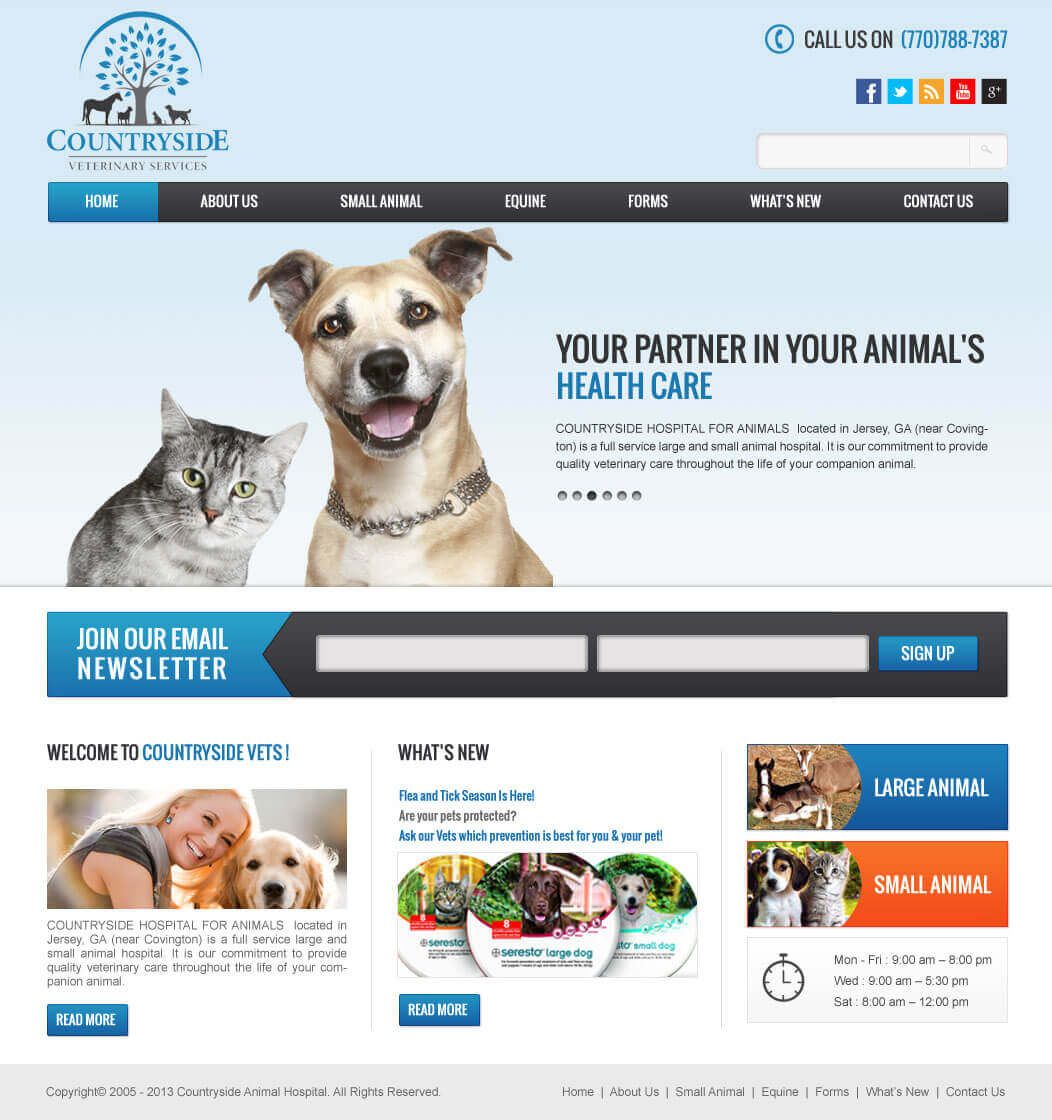 CALL US ON (770)788-7387
f
You
Tube
g+
COUNTRYSIDE
VETERINARY SERVICES
HOME
ABOUT US
SMALL ANIMAL
EQUINE
FORMS
WHAT'S NEW
CONTACT US
YOUR PARTNER IN YOUR ANIMAL'S
HEALTH CARE
COUNTRYSIDE HOSPITAL FOR ANIMALS located in Jersey, GA (near Coving-
ton) is a full service large and small animal hospital. It is our commitment to provide
quality veterinary care throughout the life of your companion animal.
JOIN OUR EMAIL
NEWSLETTER
SIGN UP
WELCOME TO COUNTRYSIDE VETS !
COUNTRYSIDE HOSPITAL FOR ANIMALS located in
Jersey, GA (near Covington) is a full service large and
small animal hospital. It is our commitment to provide
quality veterinary care throughout the life of your com-
panion animal.
READ MORE
WHAT'S NEW
Flea and Tick Season Is Here!
Are your pets protected?
Ask our Vets which prevention is best for you & your pet!
8
8
seresto
seresto large dog
seresto small dog
READ MORE
LARGE ANIMAL
SMALL ANIMAL
Mon - Fri : 9:00 am – 8:00 pm
Wed : 9:00 am – 5:30 pm
Sat : 8:00 am – 12:00 pm
Copyright© 2005 - 2013 Countryside Animal Hospital. All Rights Reserved.
Home | About Us | Small Animal | Equine | Forms | What's New | Contact Us